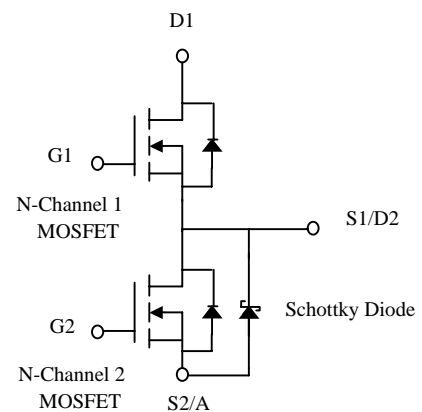 D1
G1
N-Channel 1
MOSFET
S1/D2
Schottky Diode
G2
N-Channel 2
MOSFET
S2/A